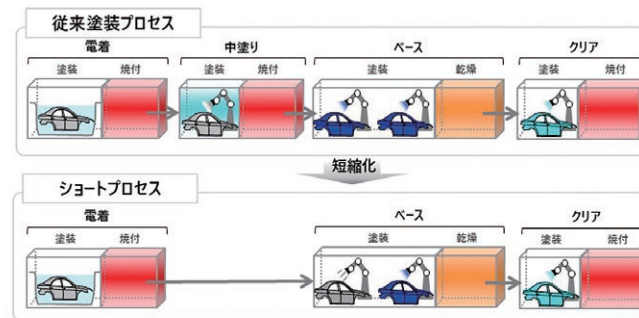 従来塗装プロセス
電着 中塗り ベース クリア
塗装 焼付 塗装 焼付 塗装 乾燥 塗装 焼付
短縮化
ショートプロセス
電着 ベース クリア
塗装 焼付 塗装 乾燥 塗装 焼付